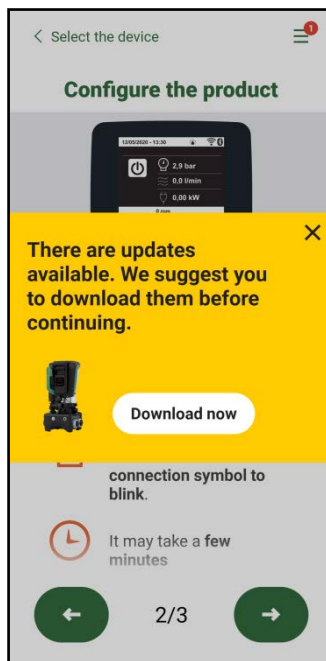 Select the device
1
Configure the product
12/03/2020 - 13:20
2,9 bar
0,0 l/min
0,00 kW
There are updates
available. We suggest you
to download them before
continuing.
Download now
connection symbol to
blink.
It may take a few
minutes
2/3